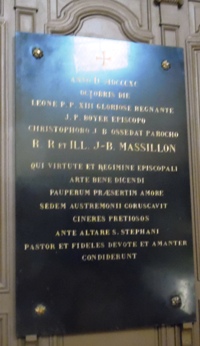 OCTOBRIS DIE
LEONE P. P. XIII GLORIOSE REGNANTE
J. P. BOYER EPISCOPO
CHRISTOPHORO J B OSSEDAT PAROCHO
R. R ET ILL. J-B. MASSILLON
QUI VIRTUTE ET REGIMINE EPISCOPALI
ARTE BENE DICENDI
PAUPERUM PRÆSERTIM AMORE
SEDEM AUSTREMONII CORUSCAVIT
CINERES PRETIOSOS
ANTE ALTARE S. STEPHANI
PASTOR ET FIDELES DEVOTE ET AMANTER
CONDIDERUNT